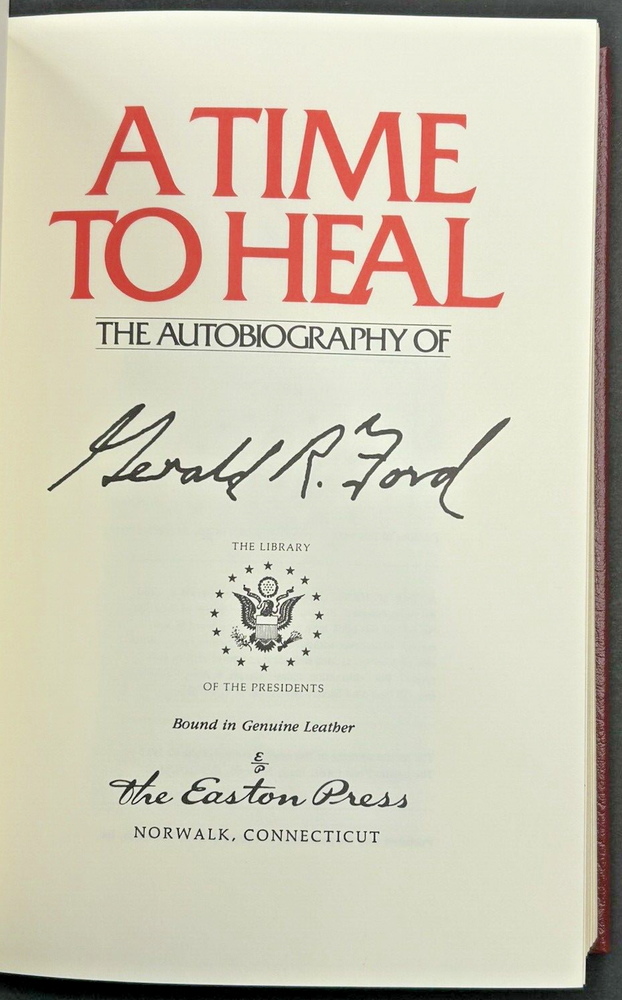 A TIME
TO HEAL
THE AUTOBIOGRAPHY OF
Gerald R. Ford
THE LIBRARY
OF THE PRESIDENTS
Bound in Genuine Leather
E/P
the Easton Press
NORWALK, CONNECTICUT